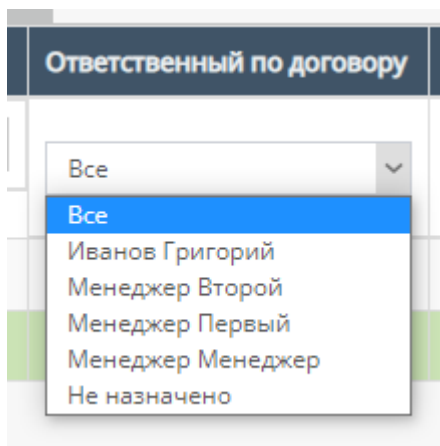 Ответственный по договору
Все
Все
Иванов Григорий
Менеджер Второй
Менеджер Первый
Менеджер Менеджер
Не назначено